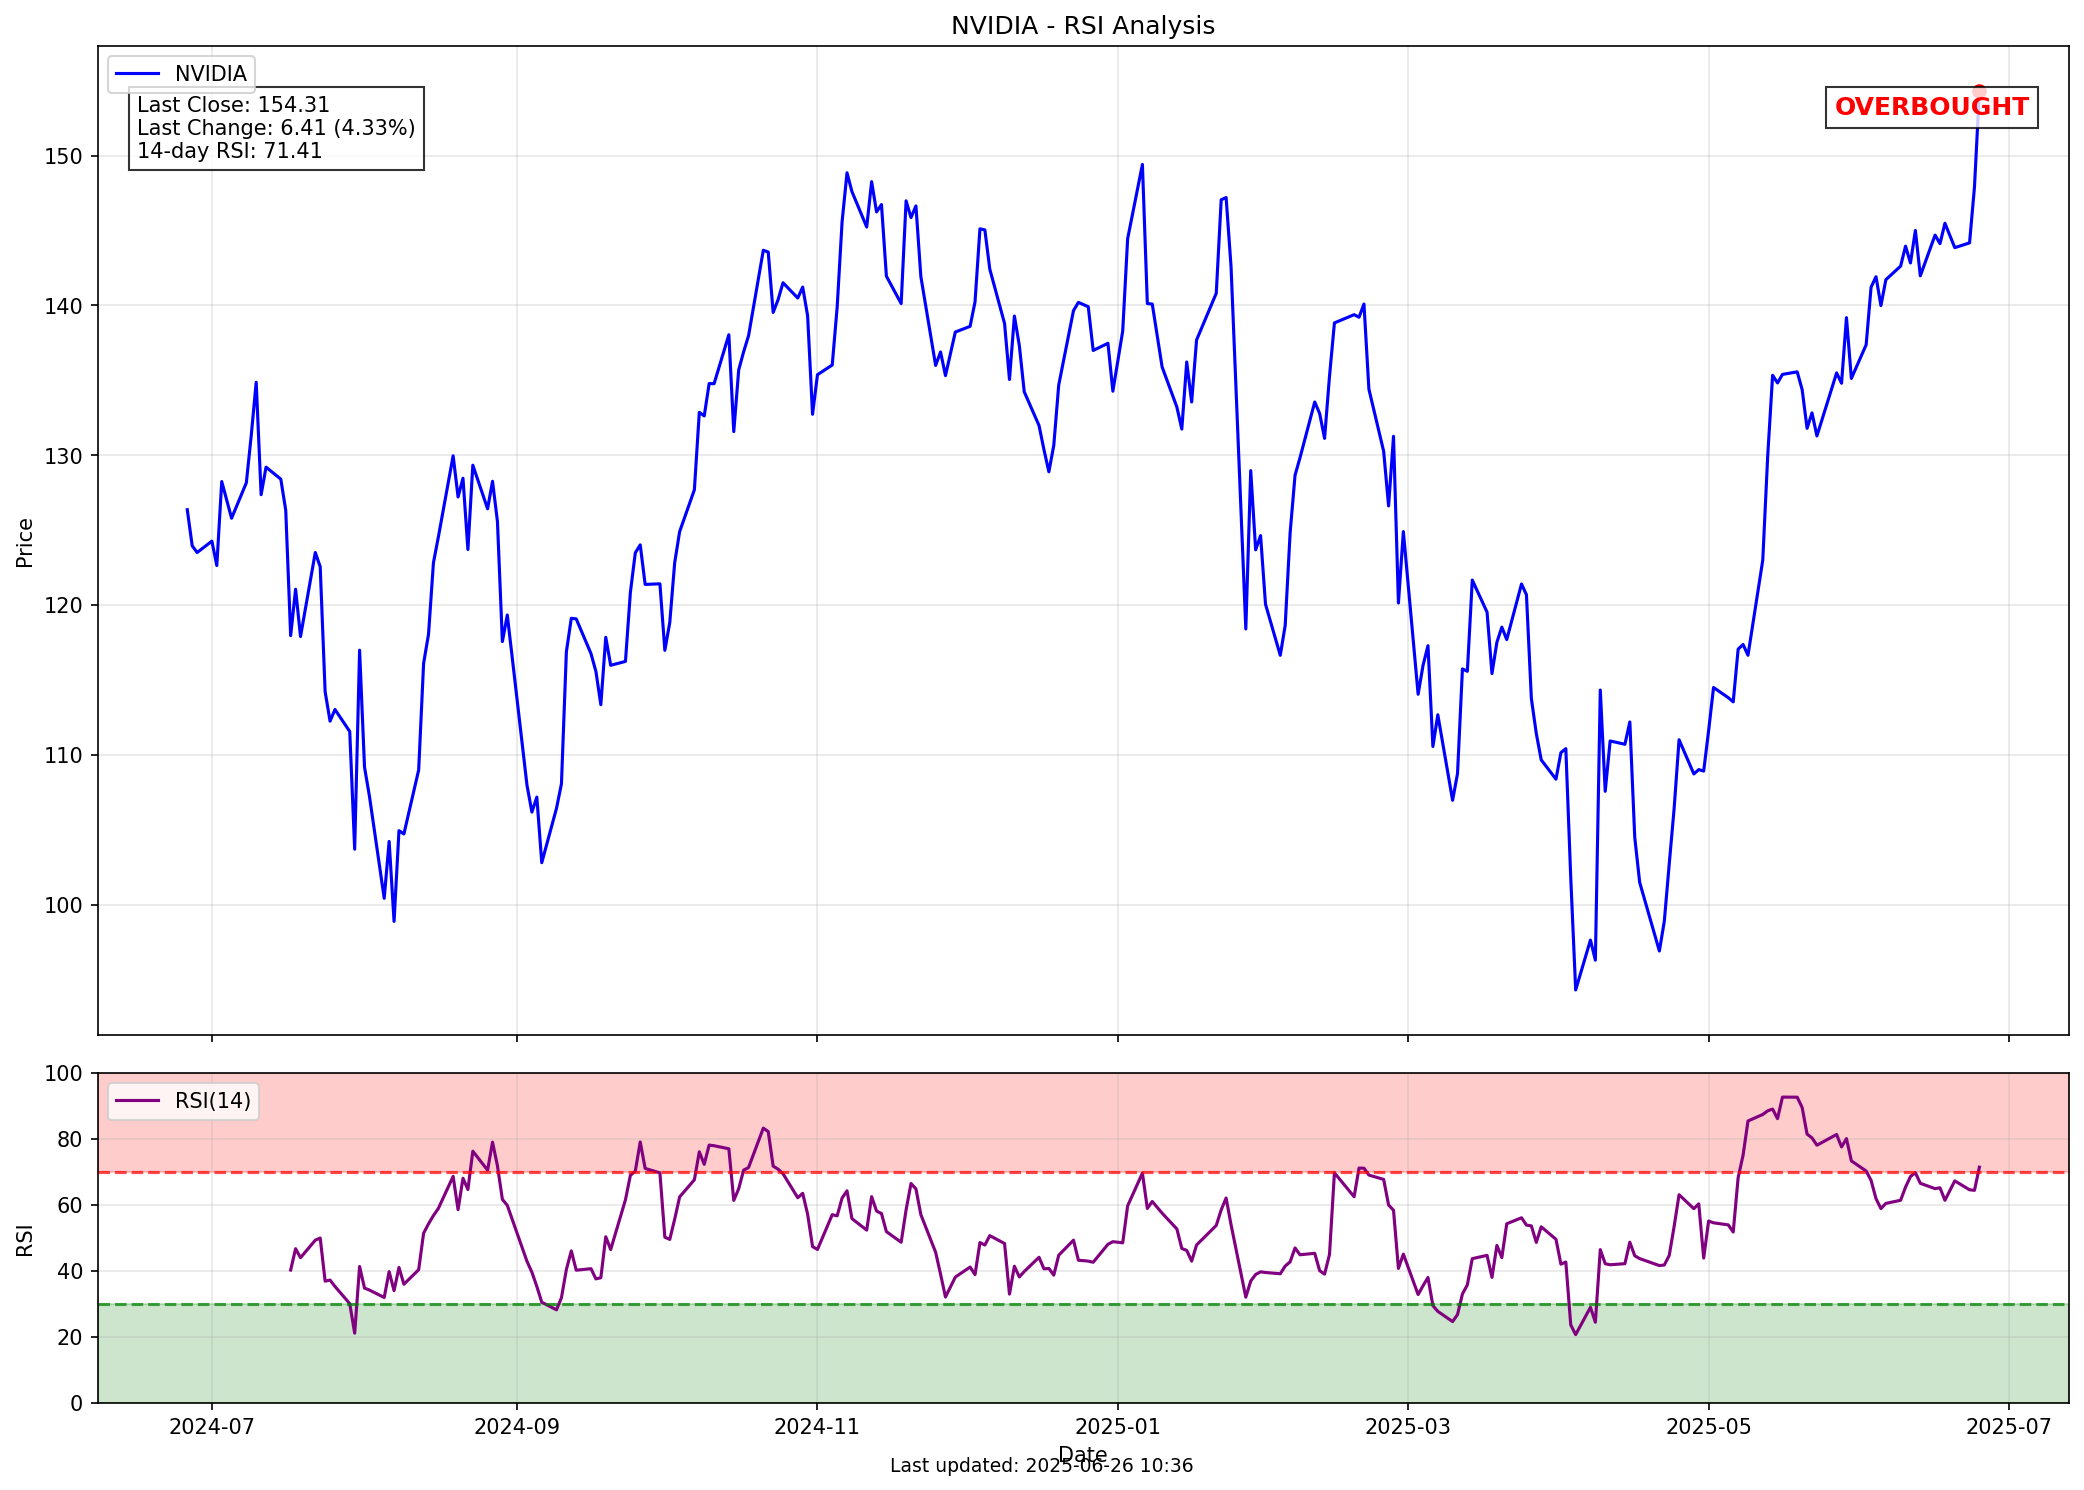 NVIDIA - RSI Analysis
NVIDIA
Last Close: 154.31
Last Change: 6.41 (4.33%)
14-day RSI: 71.41
OVERBOUGHT
Price
150
140
130
120
110
100
RSI(14)
RSI
100
80
60
40
20
0
2024-07
2024-09
2024-11
2025-01
2025-03
2025-05
2025-07
Date
Last updated: 2025-06-26 10:36